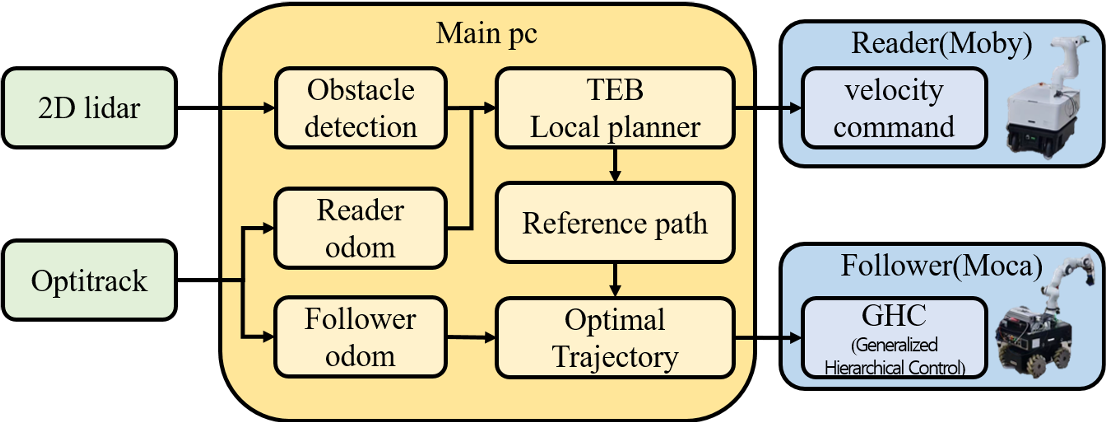 Main pc
2D lidar
Optitrack
Obstacle
detection
Reader
odom
Follower
odom
TEB
Local planner
Reference path
Optimal
Trajectory
Reader(Moby)
velocity
command
Follower(Moca)
GHC
(Generalized
Hierarchical Control)